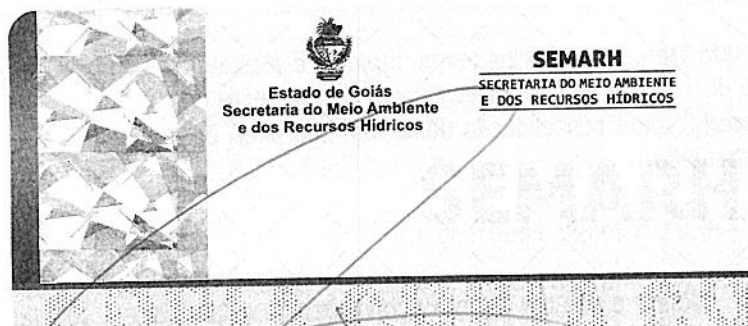 Estado de Goiás
Secretaria do Meio Ambiente
e dos Recursos Hídricos
SEMARH
SECRETARIA DO MEIO AMBIENTE
E DOS RECURSOS HÍDRICOS